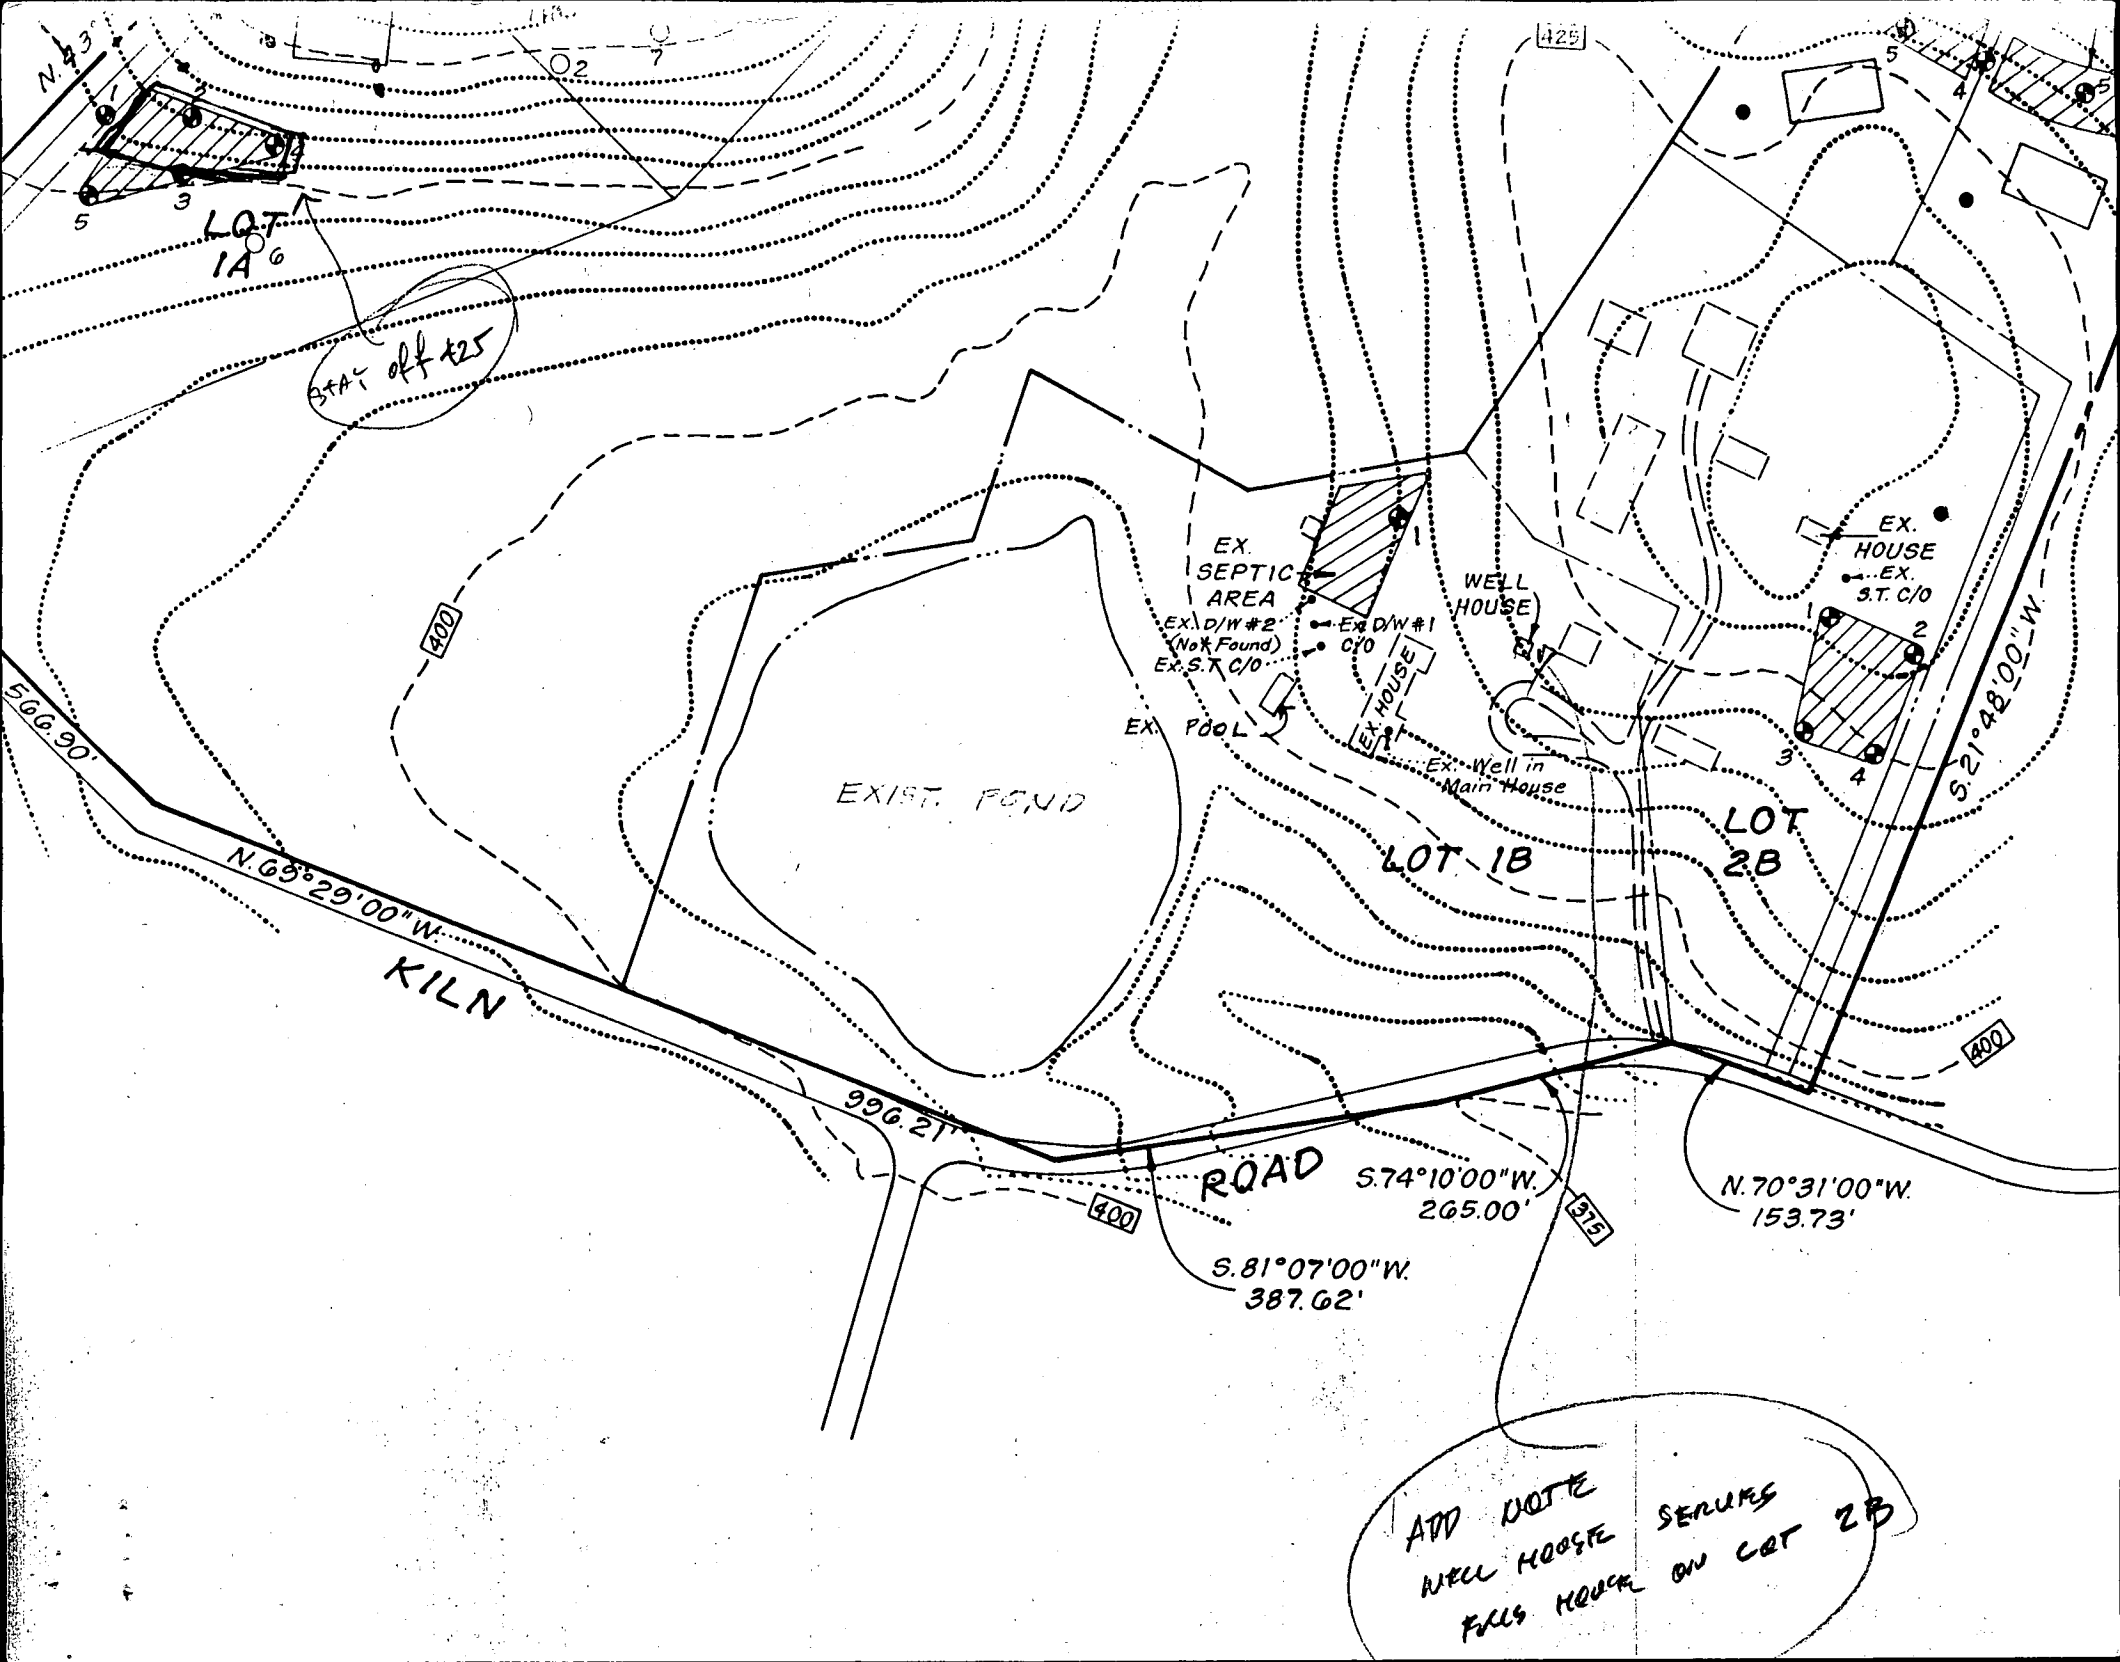 N. 43
2
7
425
5
4
5
1
2
4
5
3
LOT
1A
6
STAY off 425
EX.
SEPTIC
AREA
WELL
HOUSE
EX.
HOUSE
EX.
S.T. C/O
EX. D/W #2
(Not Found)
Ex. S.T. C/O
Ex. D/W #1
C/O
1
1
2
3
4
400
EX. HOUSE
EX. POOL
Ex. Well in
Main House
S.21°48'00"W.
566.90'
EXIST. POND
LOT 1B
LOT
2B
N.69°29'00"W.
KILN
996.21'
ROAD
400
400
375
S.74°10'00"W.
265.00'
N.70°31'00"W.
153.73'
S.81°07'00"W.
387.62'
ADD NOTE
WELL HOUSE SERVES
HOUSE ON LOT 2B